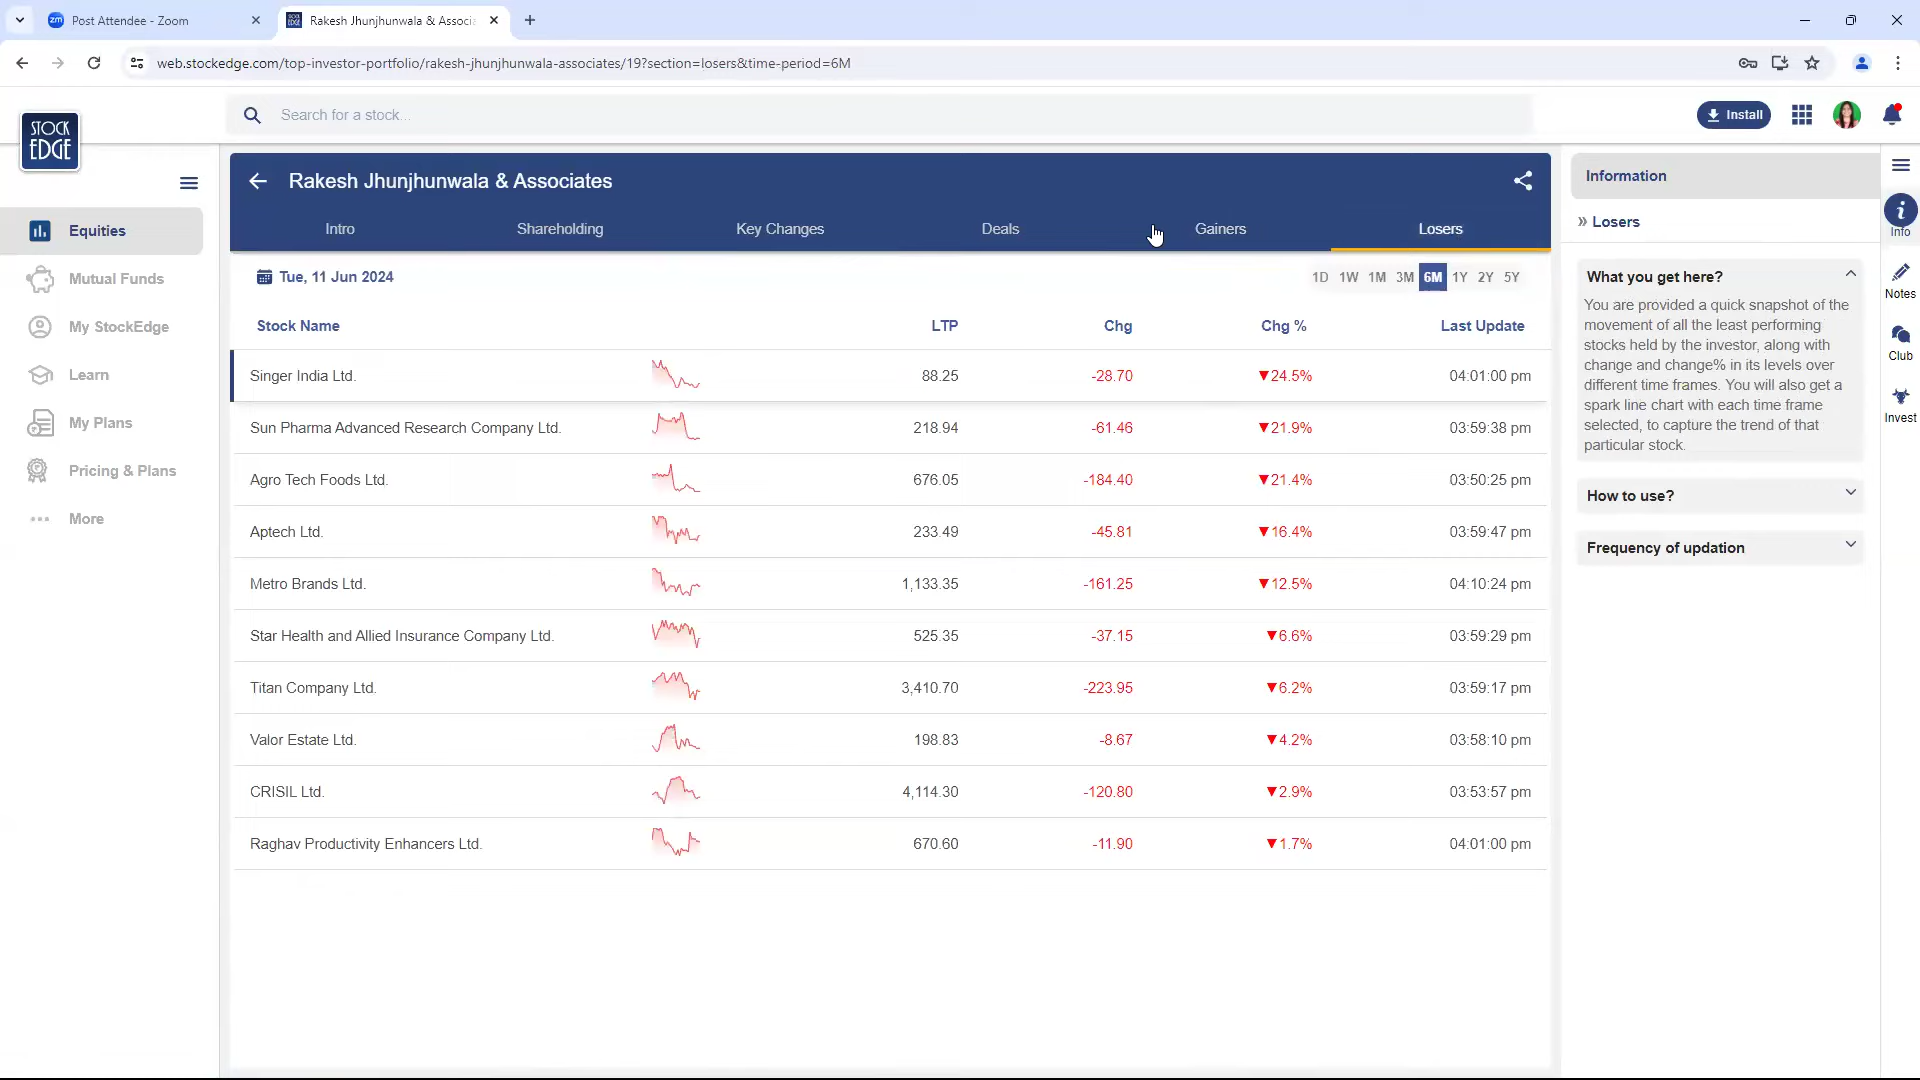 zm Post Attendee - Zoom
Rakesh Jhunjhunwala & Associa
web.stockedge.com/top-investor-portfolio/rakesh-jhunjhunwala-associates/19?section=losers&time-period=6M
STOCK
EDGE
Search for a stock...
Install
Equities
Mutual Funds
My StockEdge
Learn
My Plans
Pricing & Plans
More
Rakesh Jhunjhunwala & Associates
Intro Shareholding Key Changes Deals Gainers Losers
Tue, 11 Jun 2024 1D 1W 1M 3M 6M 1Y 2Y 5Y
Stock Name LTP Chg Chg % Last Update
Singer India Ltd. 88.25 -28.70 ▼24.5% 04:01:00 pm
Sun Pharma Advanced Research Company Ltd. 218.94 -61.46 ▼21.9% 03:59:38 pm
Agro Tech Foods Ltd. 676.05 -184.40 ▼21.4% 03:50:25 pm
Aptech Ltd. 233.49 -45.81 ▼16.4% 03:59:47 pm
Metro Brands Ltd. 1,133.35 -161.25 ▼12.5% 04:10:24 pm
Star Health and Allied Insurance Company Ltd. 525.35 -37.15 ▼6.6% 03:59:29 pm
Titan Company Ltd. 3,410.70 -223.95 ▼6.2% 03:59:17 pm
Valor Estate Ltd. 198.83 -8.67 ▼4.2% 03:58:10 pm
CRISIL Ltd. 4,114.30 -120.80 ▼2.9% 03:53:57 pm
Raghav Productivity Enhancers Ltd. 670.60 -11.90 ▼1.7% 04:01:00 pm
Information
» Losers
What you get here?
You are provided a quick snapshot of the
movement of all the least performing
stocks held by the investor, along with
change and change% in its levels over
different time frames. You will also get a
spark line chart with each time frame
selected, to capture the trend of that
particular stock.
How to use?
Frequency of updation
Info
Notes
Club
Invest